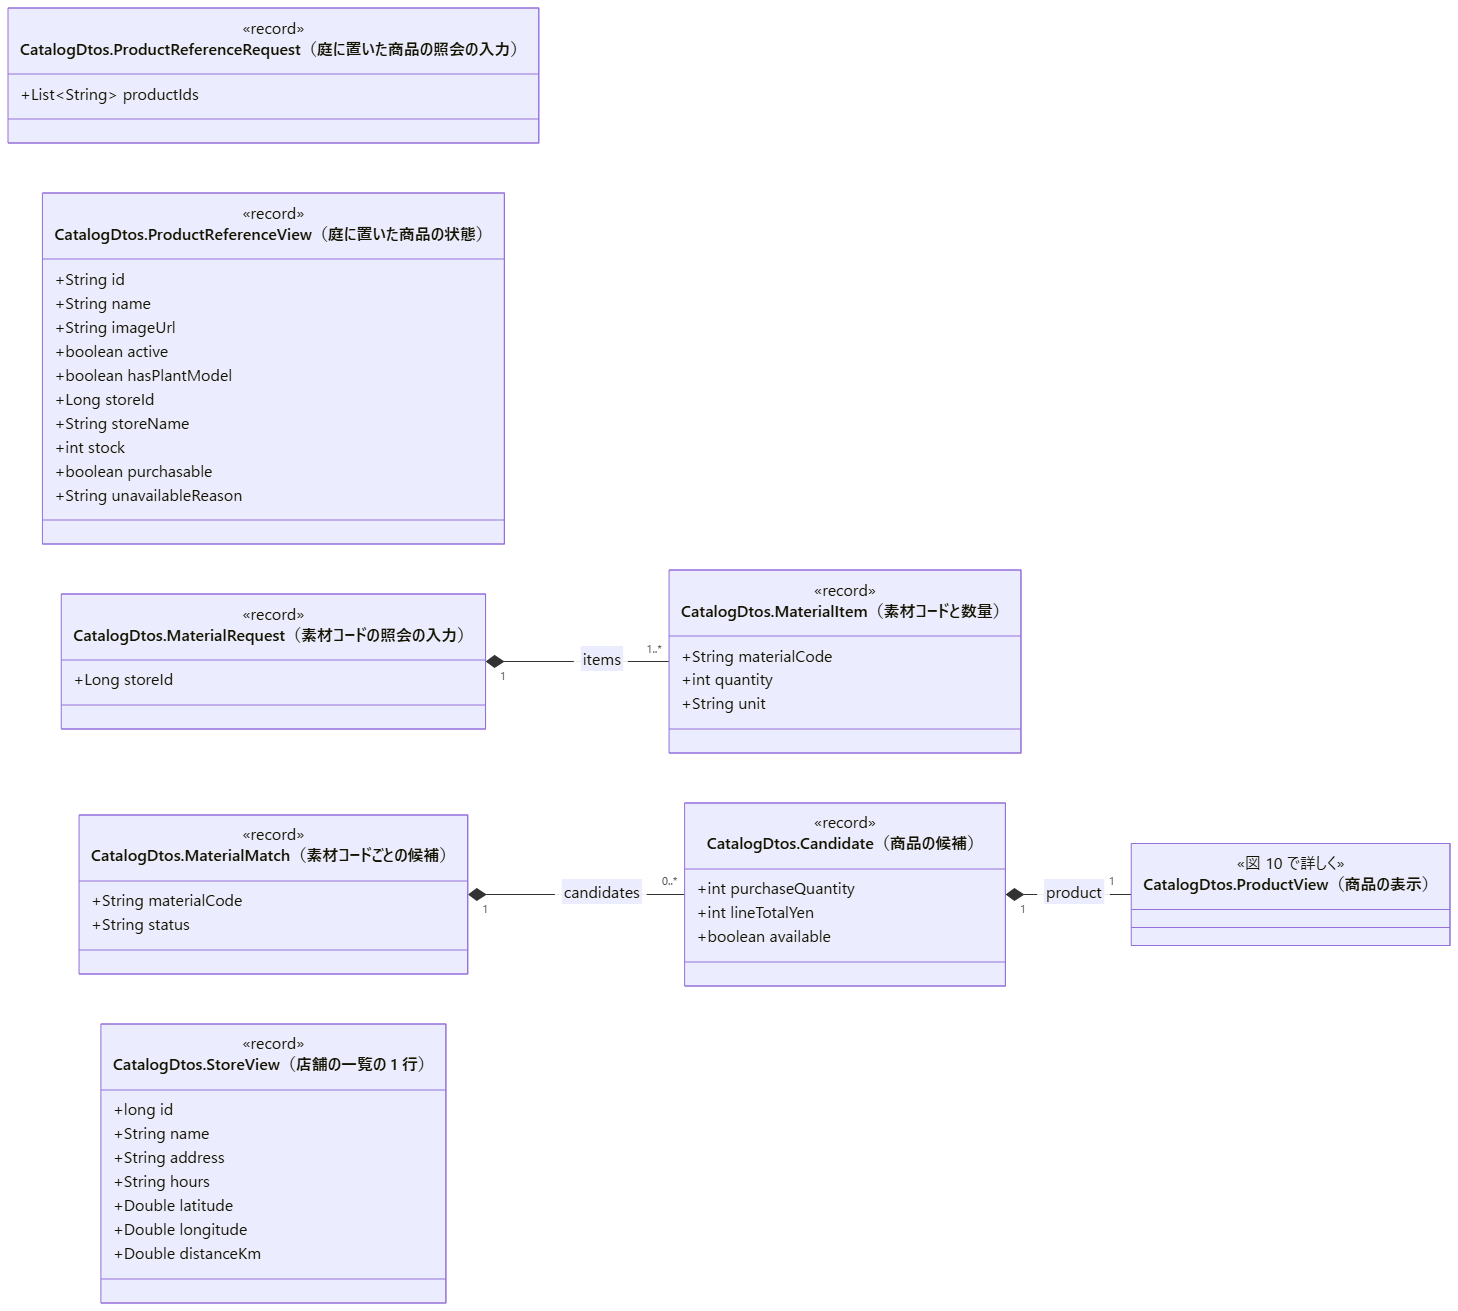 «record»
CatalogDtos.ProductReferenceRequest（庭に置いた商品の照会の入力）
+List<String> productIds
«record»
CatalogDtos.ProductReferenceView（庭に置いた商品の状態）
+String id
+String name
+String imageUrl
+boolean active
+boolean hasPlantModel
+Long storeId
+String storeName
+int stock
+boolean purchasable
+String unavailableReason
«record»
CatalogDtos.MaterialRequest（素材コードの照会の入力）
+Long storeId
1
items
1..*
«record»
CatalogDtos.MaterialItem（素材コードと数量）
+String materialCode
+int quantity
+String unit
«record»
CatalogDtos.MaterialMatch（素材コードごとの候補）
+String materialCode
+String status
1
candidates
0..*
«record»
CatalogDtos.Candidate（商品の候補）
+int purchaseQuantity
+int lineTotalYen
+boolean available
1
product
1
«図 10 で詳しく»
CatalogDtos.ProductView（商品の表示）
«record»
CatalogDtos.StoreView（店舗の一覧の 1 行）
+long id
+String name
+String address
+String hours
+Double latitude
+Double longitude
+Double distanceKm